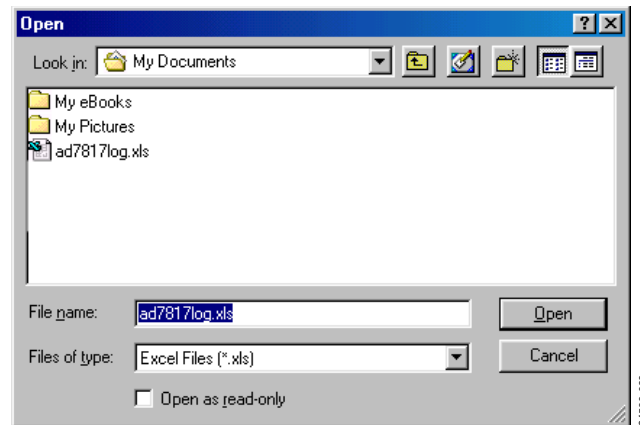 Open
Look in: My Documents
My eBooks
My Pictures
ad7817log.xls
File name: ad7817log.xls Open
Files of type: Excel Files (*.xls) Cancel
Open as read-only